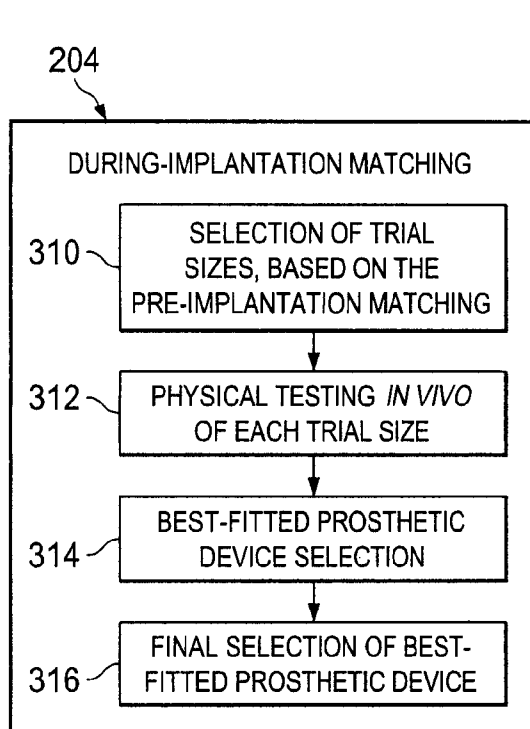 204
DURING-IMPLANTATION MATCHING
310
SELECTION OF TRIAL
SIZES, BASED ON THE
PRE-IMPLANTATION MATCHING
312
PHYSICAL TESTING IN VIVO
OF EACH TRIAL SIZE
314
BEST-FITTED PROSTHETIC
DEVICE SELECTION
316
FINAL SELECTION OF BEST-
FITTED PROSTHETIC DEVICE